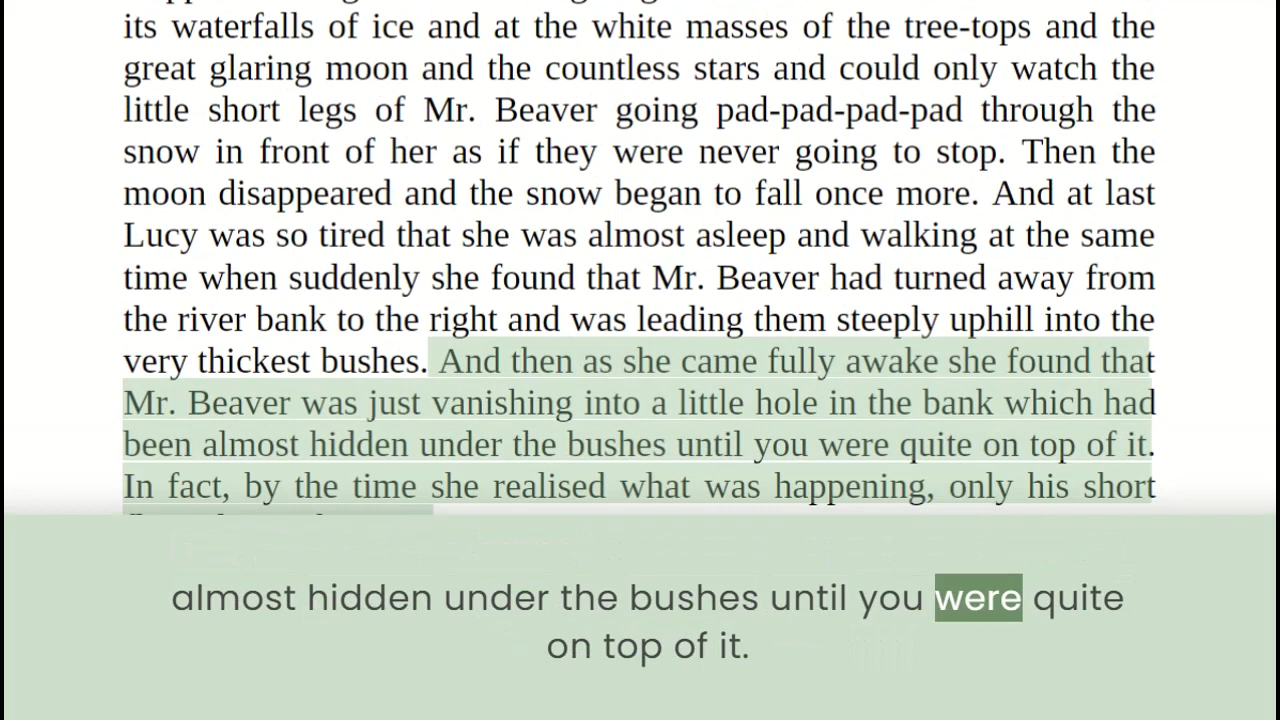 its waterfalls of ice and at the white masses of the tree-tops and the
great glaring moon and the countless stars and could only watch the
little short legs of Mr. Beaver going pad-pad-pad-pad through the
snow in front of her as if they were never going to stop. Then the
moon disappeared and the snow began to fall once more. And at last
Lucy was so tired that she was almost asleep and walking at the same
time when suddenly she found that Mr. Beaver had turned away from
the river bank to the right and was leading them steeply uphill into the
very thickest bushes. And then as she came fully awake she found that
Mr. Beaver was just vanishing into a little hole in the bank which had
been almost hidden under the bushes until you were quite on top of it.
In fact, by the time she realised what was happening, only his short
almost hidden under the bushes until you were quite
on top of it.